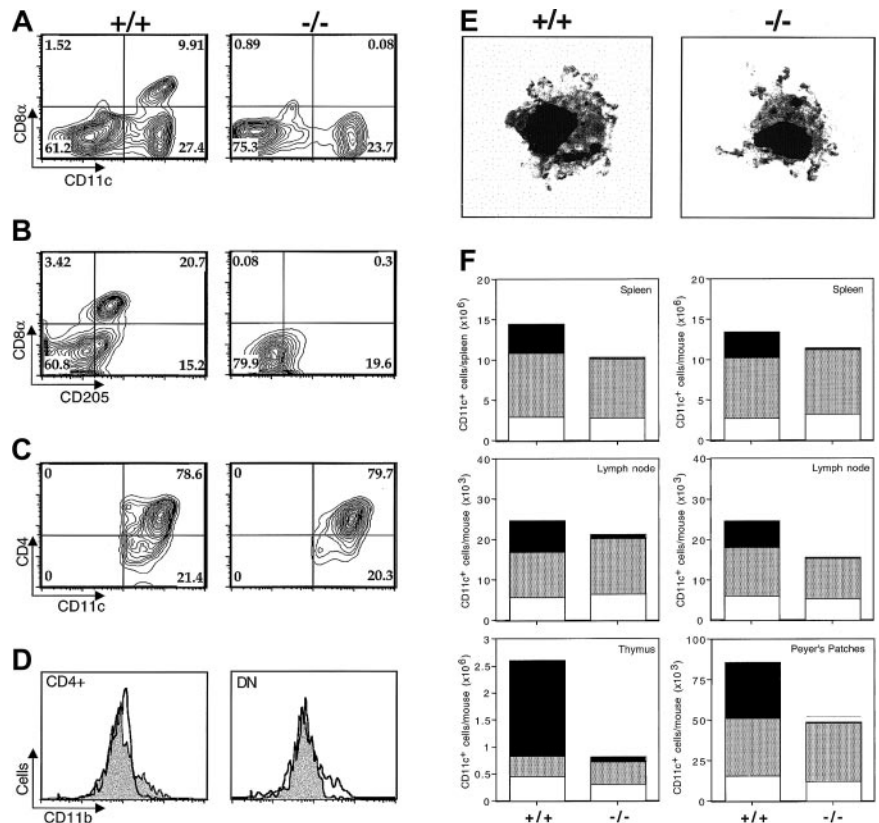 A
+/+
-/-
1.52
9.91
61.2
27.4
0.89
0.08
75.3
23.7
CD8α
CD11c
B
3.42
20.7
60.8
15.2
0.08
0.3
79.9
19.6
CD8α
CD205
C
0
78.6
0
21.4
0
79.7
0
20.3
CD4
CD11c
D
CD4+
DN
Cells
CD11b
E
+/+
-/-
F
Spleen
CD11c+ cells/spleen (x10⁶)
20
15
10
5
0
Spleen
CD11c+ cells/mouse (x10⁶)
20
15
10
5
0
Lymph node
CD11c+ cells/mouse (x10³)
40
30
20
10
0
Lymph node
CD11c+ cells/mouse (x10³)
40
30
20
10
0
Thymus
CD11c+ cells/mouse (x10⁶)
3
2.5
2
1.5
1
0.5
0
Peyer's Patches
CD11c+ cells/mouse (x10³)
100
75
50
25
0
+/+
-/-
+/+
-/-